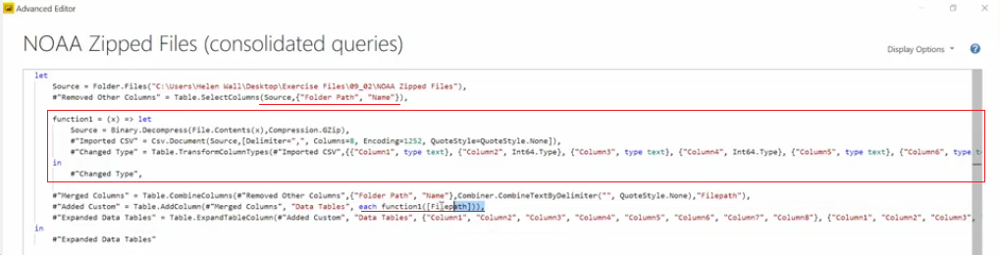 Advanced Editor
NOAA Zipped Files (consolidated queries)
Display Options
let
Source = Folder.Files("C:\Users\Helen Wall\Desktop\Exercise Files\09_02\NOAA Zipped Files"),
#"Removed Other Columns" = Table.SelectColumns(Source,{"Folder Path", "Name"}),
function1 = (x) => let
Source = Binary.Decompress(File.Contents(x),Compression.GZip),
#"Imported CSV" = Csv.Document(Source,[Delimiter=",", Columns=8, Encoding=1252, QuoteStyle=QuoteStyle.None]),
#"Changed Type" = Table.TransformColumnTypes(#"Imported CSV",{{"Column1", type text}, {"Column2", Int64.Type}, {"Column3", type text}, {"Column4", Int64.Type}, {"Column5", type text}, {"Column6", type t
in
#"Changed Type",
#"Merged Columns" = Table.CombineColumns(#"Removed Other Columns",{"Folder Path", "Name"},Combiner.CombineTextByDelimiter("", QuoteStyle.None),"Filepath"),
#"Added Custom" = Table.AddColumn(#"Merged Columns", "Data Tables", each function1([Filepath])),
#"Expanded Data Tables" = Table.ExpandTableColumn(#"Added Custom", "Data Tables", {"Column1", "Column2", "Column3", "Column4", "Column5", "Column6", "Column7", "Column8"}, {"Column1", "Column2", "Column3",
in
#"Expanded Data Tables"